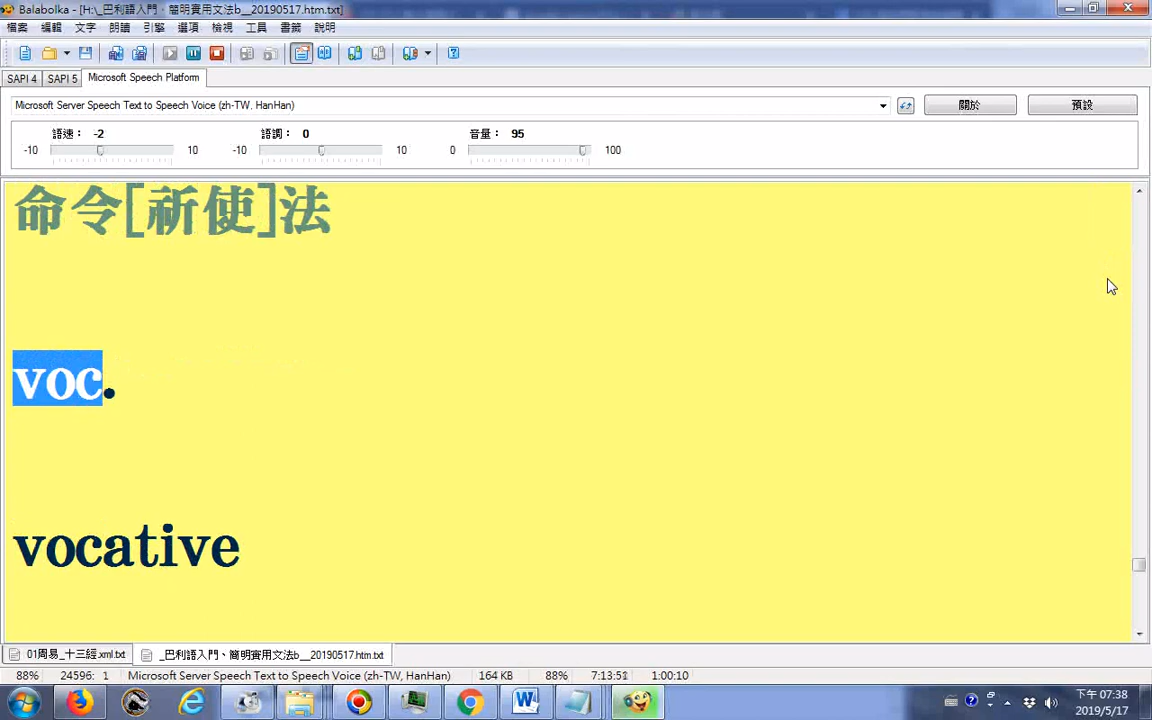 Balabolka - [H:\_巴利語入門、簡明實用文法b__20190517.htm.txt]
檔案 編輯 文字 朗讀 引擎 選項 檢視 工具 書籤 說明
SAPI 4 SAPI 5 Microsoft Speech Platform
Microsoft Server Speech Text to Speech Voice (zh-TW, HanHan) 關於 預設
語速： -2 語調： 0 音量： 95
-10 10 -10 10 0 100
命令[祈使]法
voc.
vocative
01周易_十三經.xml.txt _巴利語入門、簡明實用文法b__20190517.htm.txt
88% 24596: 1 Microsoft Server Speech Text to Speech Voice (zh-TW, HanHan) 164 KB 88% 7:13:51 1:00:10
下午 07:38
2019/5/17